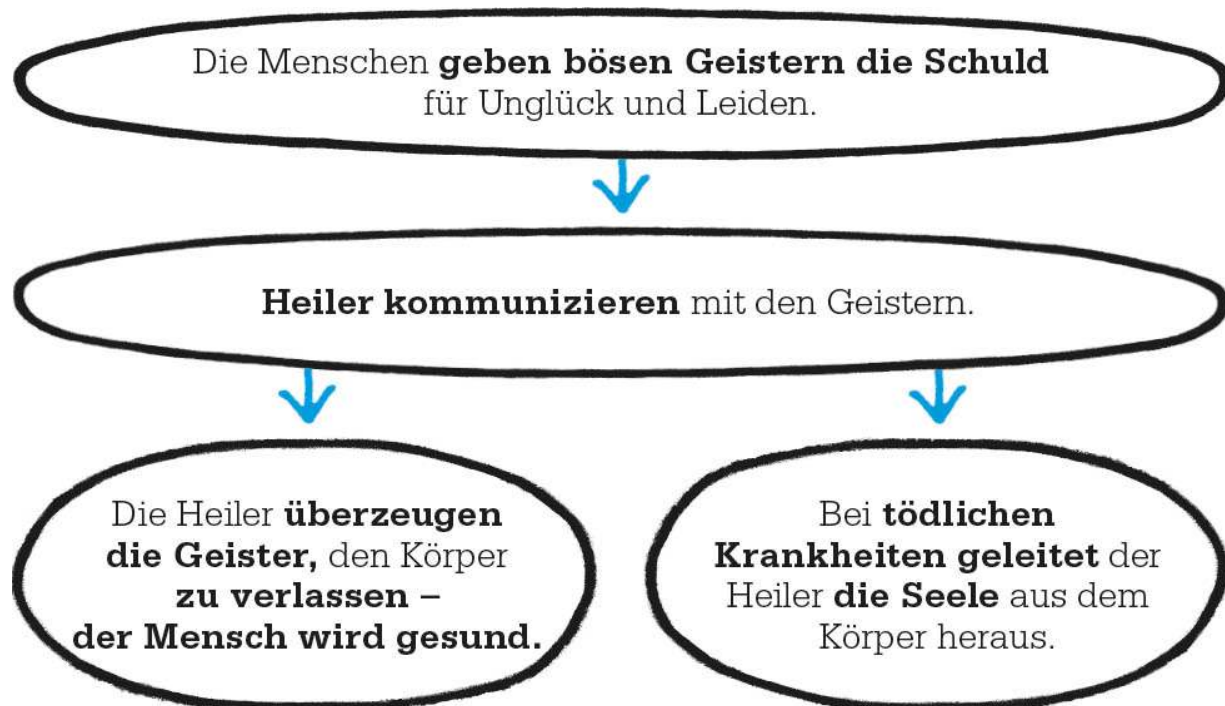 Die Menschen geben bösen Geistern die Schuld
für Unglück und Leiden.
Heiler kommunizieren mit den Geistern.
Die Heiler überzeugen
die Geister, den Körper
zu verlassen –
der Mensch wird gesund.
Bei tödlichen
Krankheiten geleitet der
Heiler die Seele aus dem
Körper heraus.